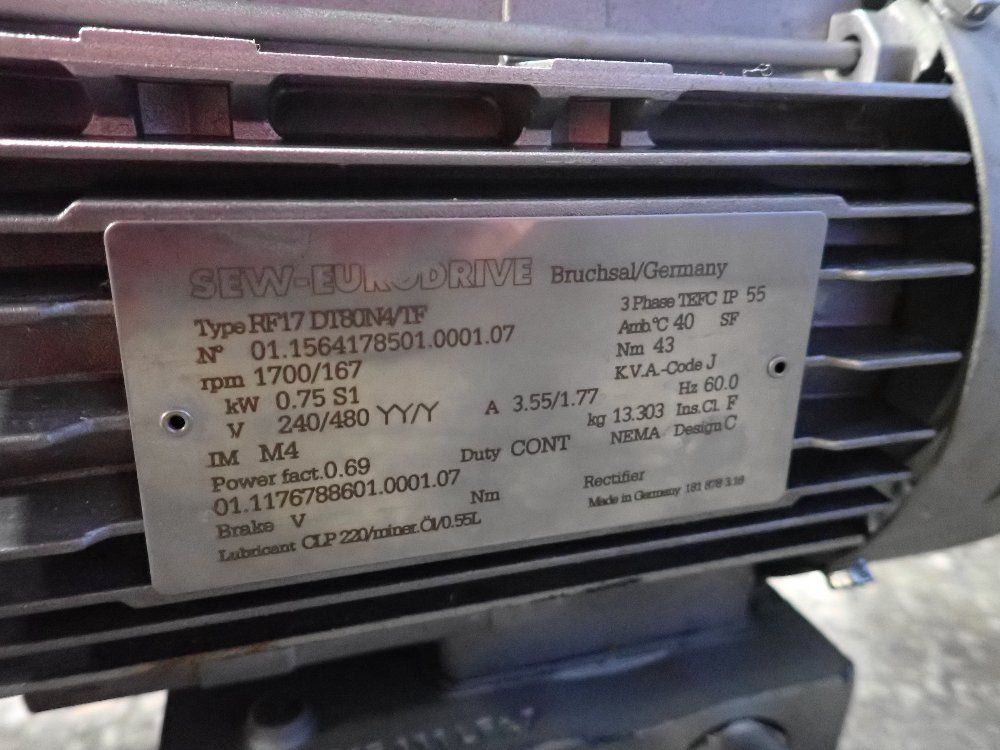 SEW-EURODRIVE Bruchsal/Germany
Type RF17 DT80N4/TF 3 Phase TEFC IP 55
Nº 01.1564178501.0001.07 Amb.°C 40 SF
rpm 1700/167 Nm 43
kW 0.75 S1 K.V.A.-Code J
V 240/480 YY/Y A 3.55/1.77 Hz 60.0
IM M4 kg 13.303 Ins.Cl. F
Power fact. 0.69 Duty CONT NEMA Design C
01.1176788601.0001.07
Brake V Nm Rectifier
Lubricant CLP 220/miner.Öl/0.55L Made in Germany 181 878 3.16